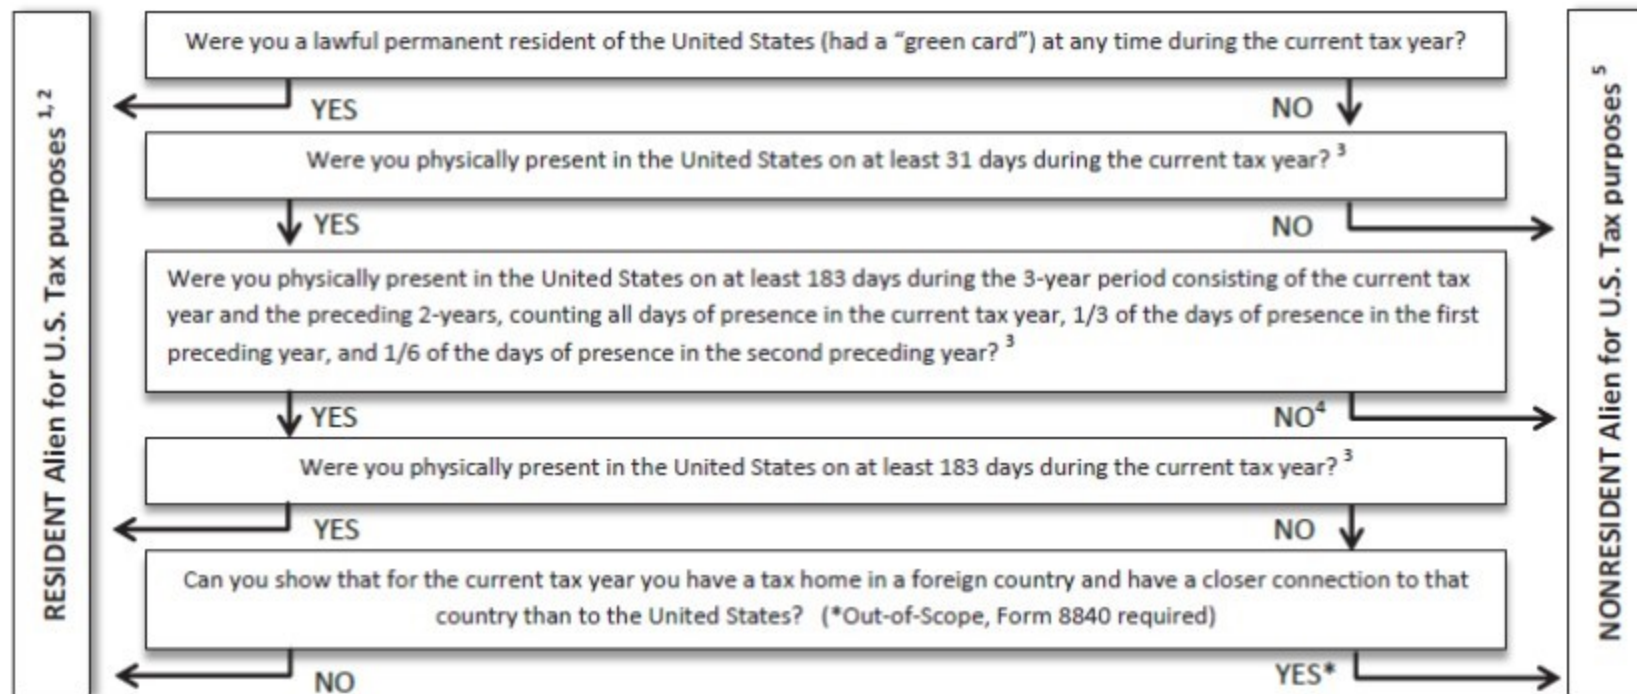 RESIDENT Alien for U.S. Tax purposes 1, 2
Were you a lawful permanent resident of the United States (had a “green card”) at any time during the current tax year?
YES
NO
Were you physically present in the United States on at least 31 days during the current tax year? 3
YES
NO
Were you physically present in the United States on at least 183 days during the 3-year period consisting of the current tax
year and the preceding 2-years, counting all days of presence in the current tax year, 1/3 of the days of presence in the first
preceding year, and 1/6 of the days of presence in the second preceding year? 3
YES
NO4
Were you physically present in the United States on at least 183 days during the current tax year? 3
YES
NO
Can you show that for the current tax year you have a tax home in a foreign country and have a closer connection to that
country than to the United States? (*Out-of-Scope, Form 8840 required)
NO
YES*
NONRESIDENT Alien for U.S. Tax purposes 5